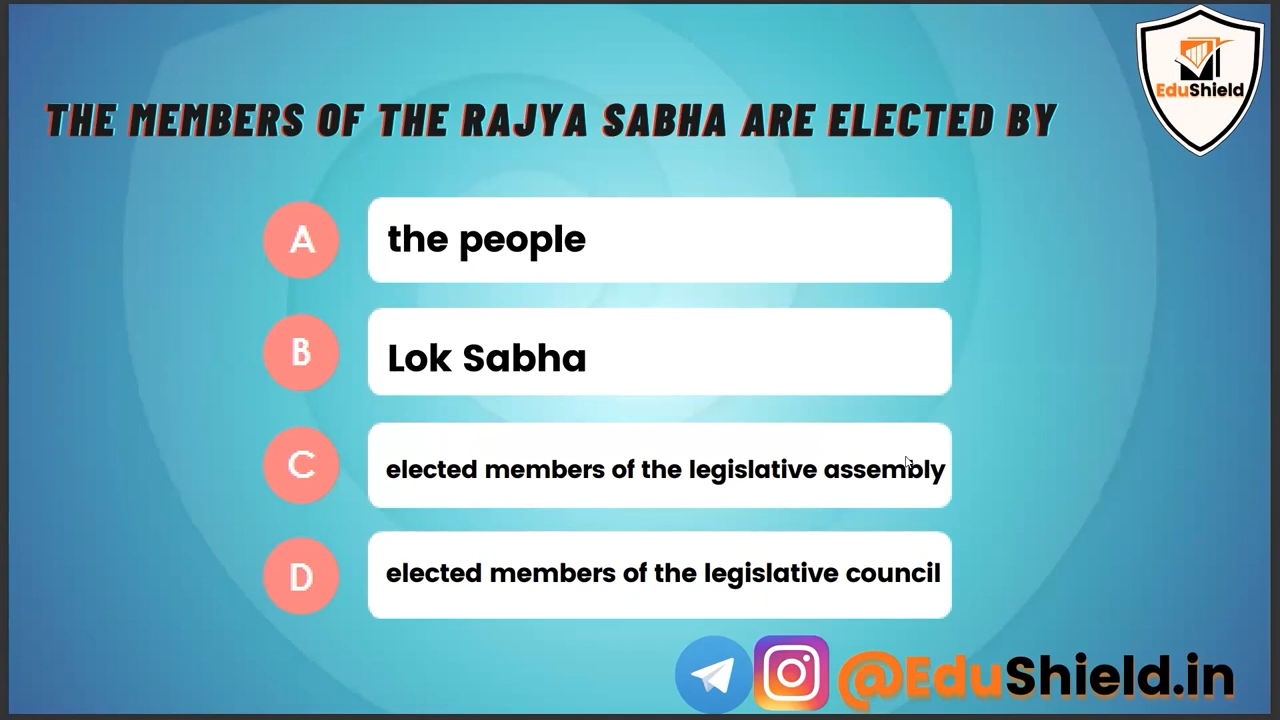 EduShield
THE MEMBERS OF THE RAJYA SABHA ARE ELECTED BY
A
the people
B
Lok Sabha
C
elected members of the legislative assembly
D
elected members of the legislative council
@EduShield.in